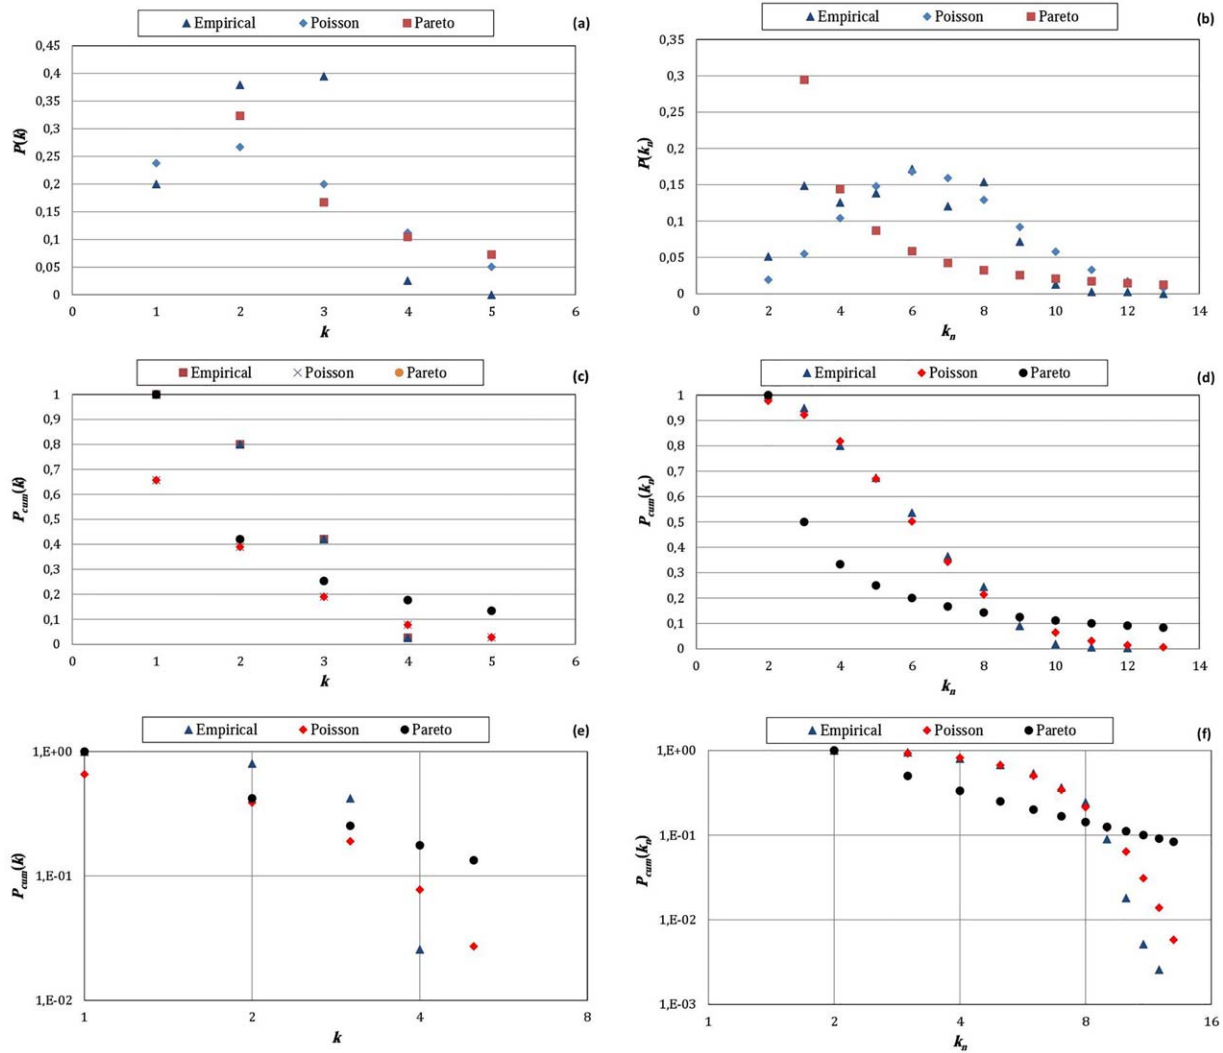 Empirical Poisson Pareto (a)
0,45
0,4
0,35
0,3
0,25
0,2
0,15
0,1
0,05
0
P(k)
0 1 2 3 4 5 6
k
Empirical Poisson Pareto (b)
0,35
0,3
0,25
0,2
0,15
0,1
0,05
0
P(kn)
0 2 4 6 8 10 12 14
kn
Empirical Poisson Pareto (c)
1
0,9
0,8
0,7
0,6
0,5
0,4
0,3
0,2
0,1
0
Pcum(k)
0 1 2 3 4 5 6
k
Empirical Poisson Pareto (d)
1
0,9
0,8
0,7
0,6
0,5
0,4
0,3
0,2
0,1
0
Pcum(kn)
0 2 4 6 8 10 12 14
kn
Empirical Poisson Pareto (e)
1,E+00
1,E-01
1,E-02
Pcum(k)
1 2 4 8
k
Empirical Poisson Pareto (f)
1,E+00
1,E-01
1,E-02
1,E-03
Pcum(kn)
1 2 4 8 16
kn